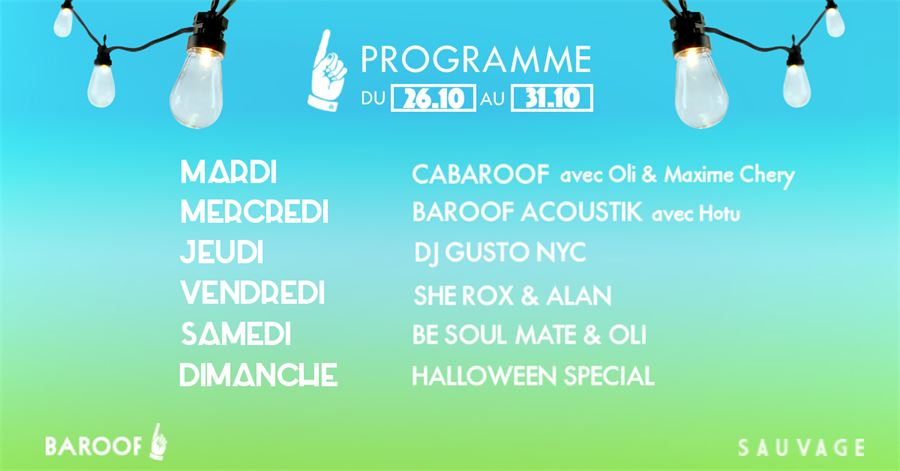 PROGRAMME
DU 26.10 AU 31.10
MARDI CABAROOF avec Oli & Maxime Chery
MERCREDI BAROOF ACOUSTIK avec Hotu
JEUDI DJ GUSTO NYC
VENDREDI SHE ROX & ALAN
SAMEDI BE SOUL MATE & OLI
DIMANCHE HALLOWEEN SPECIAL
BAROOF SAUVAGE